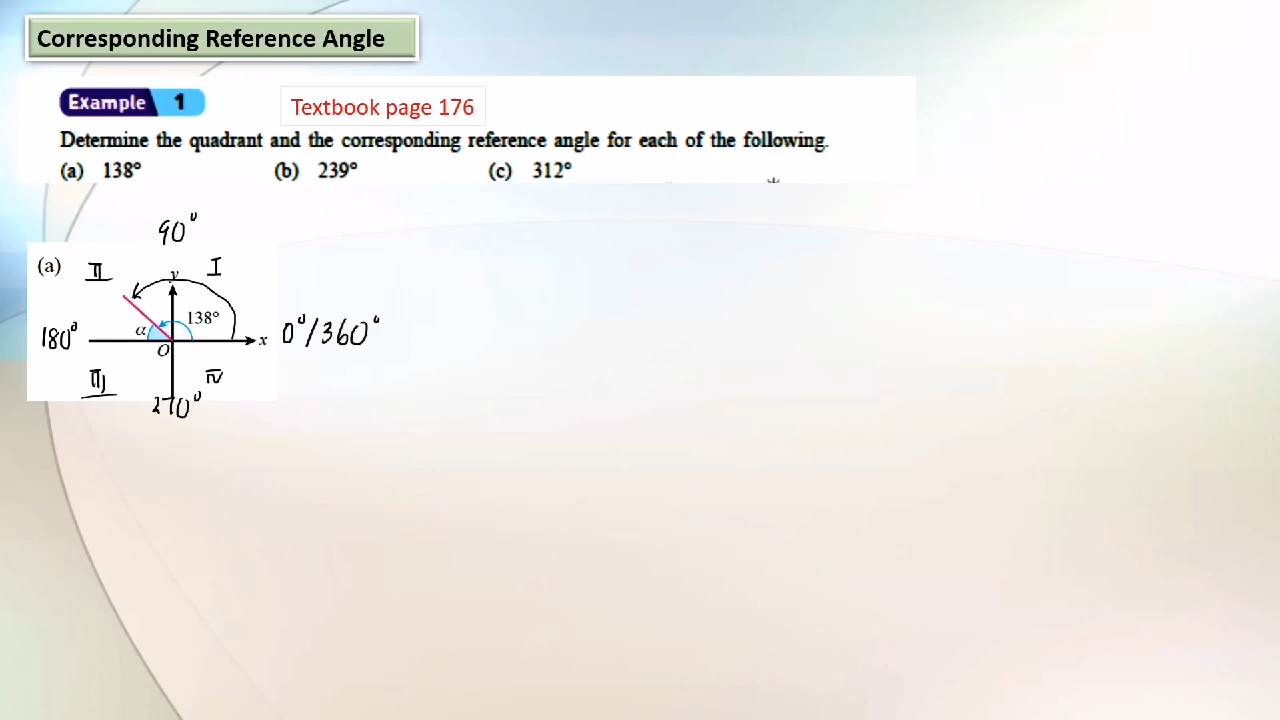 Corresponding Reference Angle
Example 1
Textbook page 176
Determine the quadrant and the corresponding reference angle for each of the following.
(a) 138° (b) 239° (c) 312°
90°
(a) II y I
138°
180° α O x 0°/360°
III IV
270°